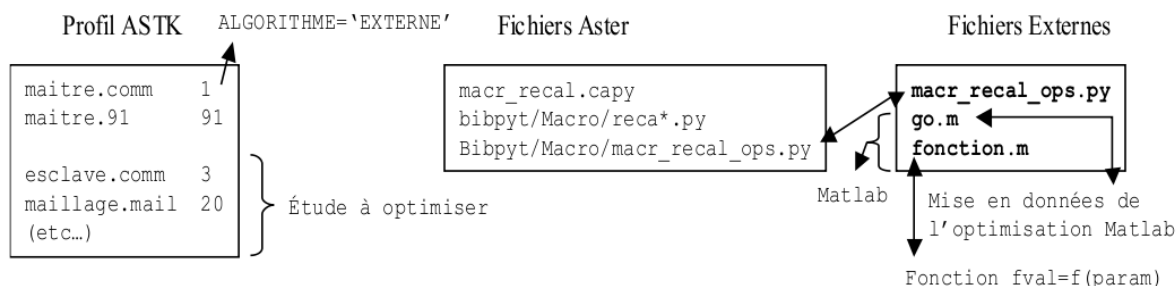 Profil ASTK
ALGORITHME=‘EXTERNE’
maitre.comm 1
maitre.91 91
esclave.comm 3
maillage.mail 20
(etc…)
Étude à optimiser
Fichiers Aster
macr_recal.capy
bibpyt/Macro/reca*.py
Bibpyt/Macro/macr_recal_ops.py
Fichiers Externes
macr_recal_ops.py
go.m
fonction.m
Matlab
Mise en données de
l’optimisation Matlab
Fonction fval=f(param)